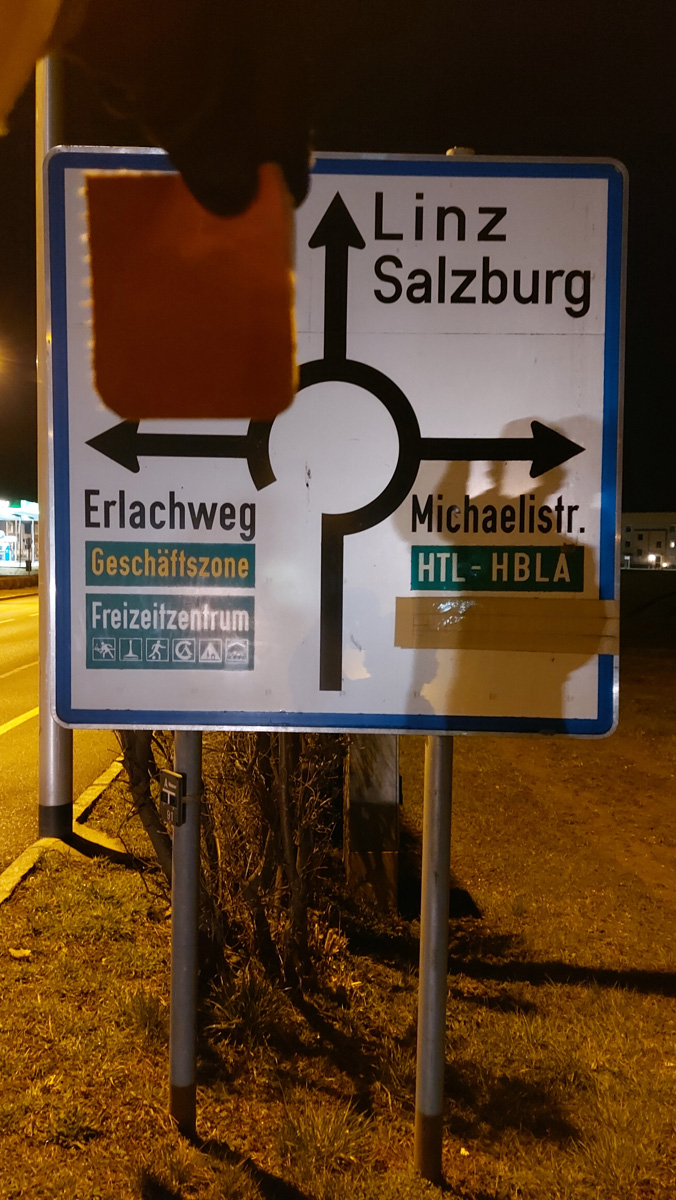 Linz
Salzburg
Erlachweg
Geschäftszone
Freizeitzentrum
Michaelistr.
HTL - HBLA